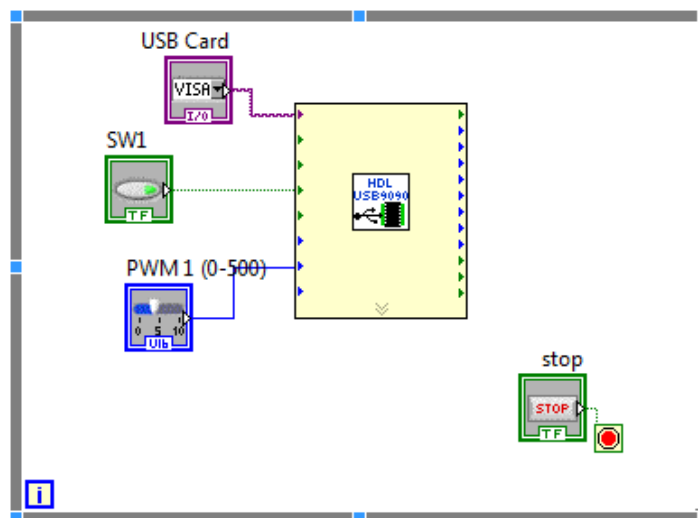 USB Card
VISA
I/O
SW1
TF
HDL
USB9090
PWM 1 (0-500)
0 5 10
U16
stop
STOP
TF
i